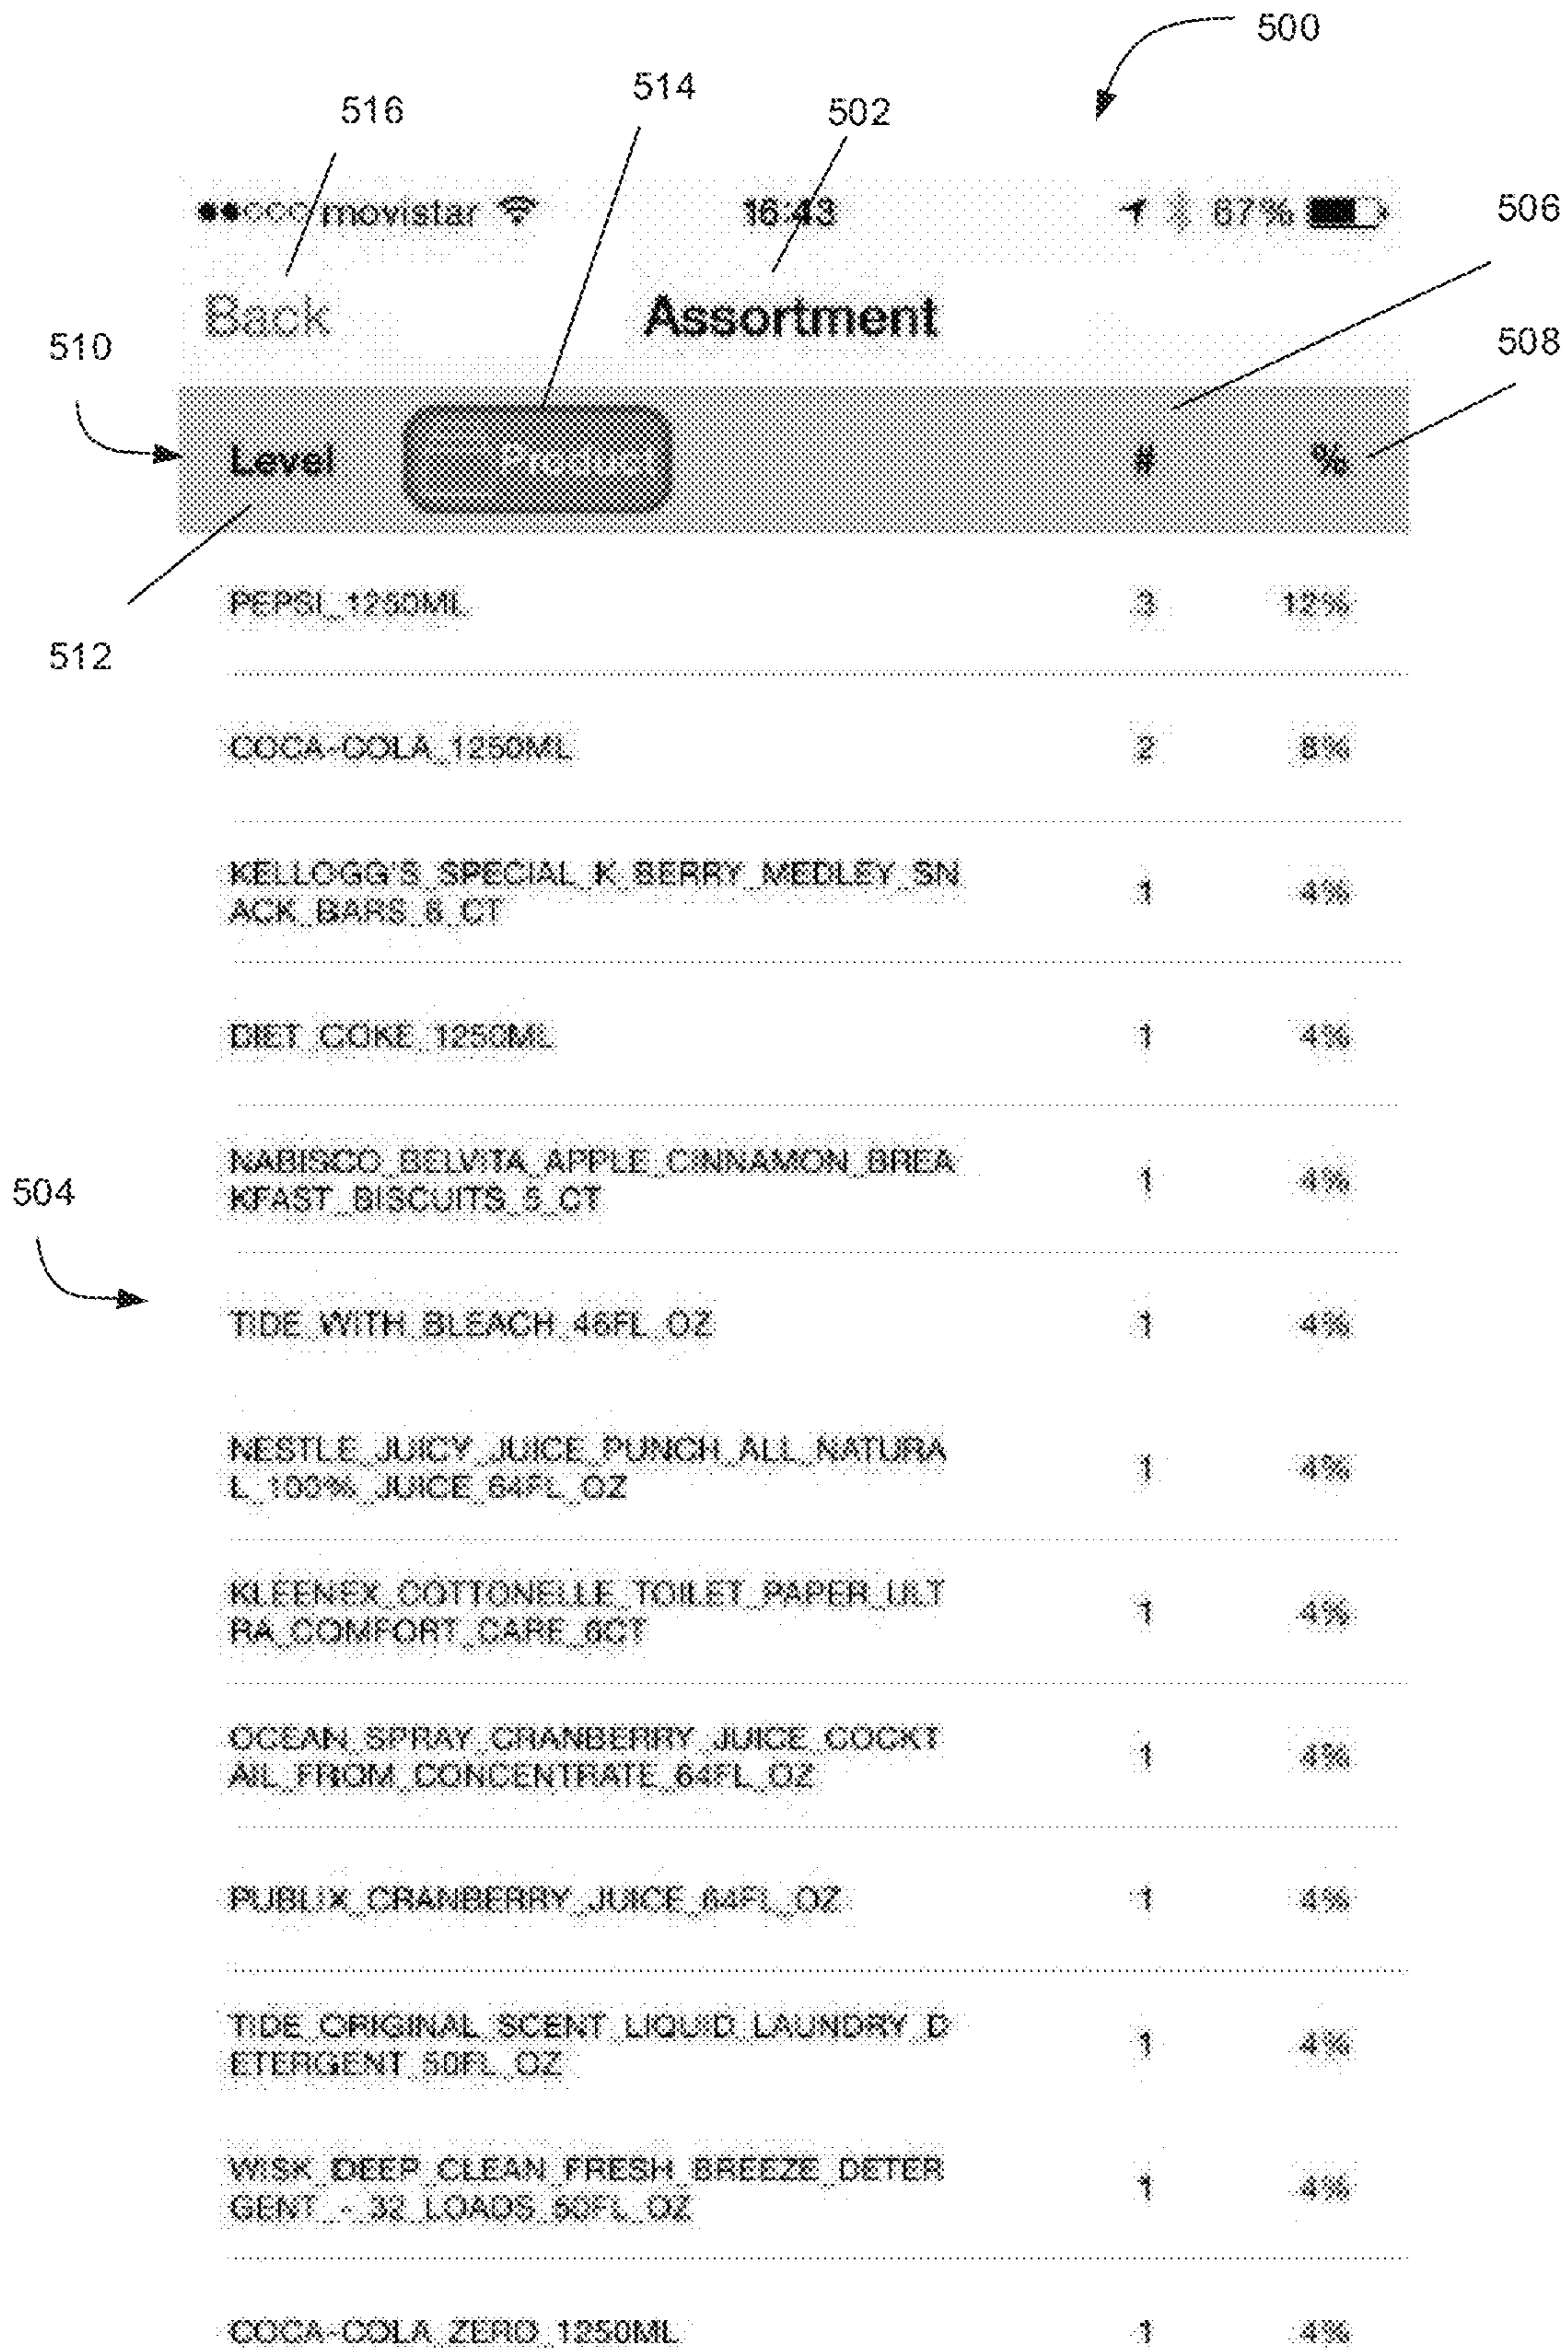 500
516
514
502
movistar 16:43 67%
506
Back Assortment
508
510
Level # %
PEPSI_1250ML 3 12%
512
COCA-COLA_1250ML 2 8%
KELLOGG'S_SPECIAL_K_BERRY_MEDLEY_SN
ACK_BARS_6_CT 1 4%
DIET_COKE_1250ML 1 4%
NABISCO_BELVITA_APPLE_CINNAMON_BREA
KFAST_BISCUITS_5_CT 1 4%
504
TIDE_WITH_BLEACH_46FL_OZ 1 4%
NESTLE_JUICY_JUICE_PUNCH_ALL_NATURA
L_100%_JUICE_64FL_OZ 1 4%
KLEENEX_COTTONELLE_TOILET_PAPER_ULT
RA_COMFORT_CARE_6CT 1 4%
OCEAN_SPRAY_CRANBERRY_JUICE_COCKT
AIL_FROM_CONCENTRATE_64FL_OZ 1 4%
PUBLIX_CRANBERRY_JUICE_64FL_OZ 1 4%
TIDE_ORIGINAL_SCENT_LIQUID_LAUNDRY_D
ETERGENT_50FL_OZ 1 4%
WISK_DEEP_CLEAN_FRESH_BREEZE_DETER
GENT_-_32_LOADS_50FL_OZ 1 4%
COCA-COLA_ZERO_1250ML 1 4%